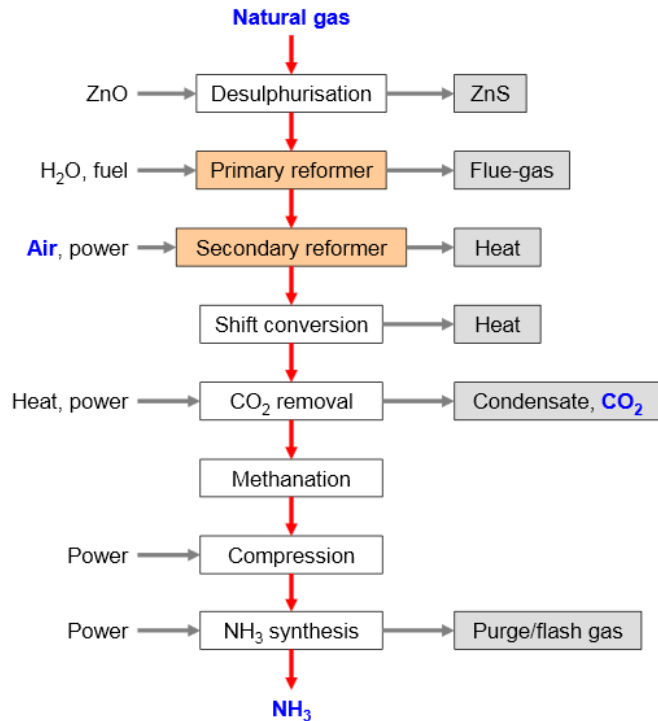 Natural gas
ZnO Desulphurisation ZnS
H₂O, fuel Primary reformer Flue-gas
Air, power Secondary reformer Heat
Shift conversion Heat
Heat, power CO₂ removal Condensate, CO₂
Methanation
Power Compression
Power NH₃ synthesis Purge/flash gas
NH₃